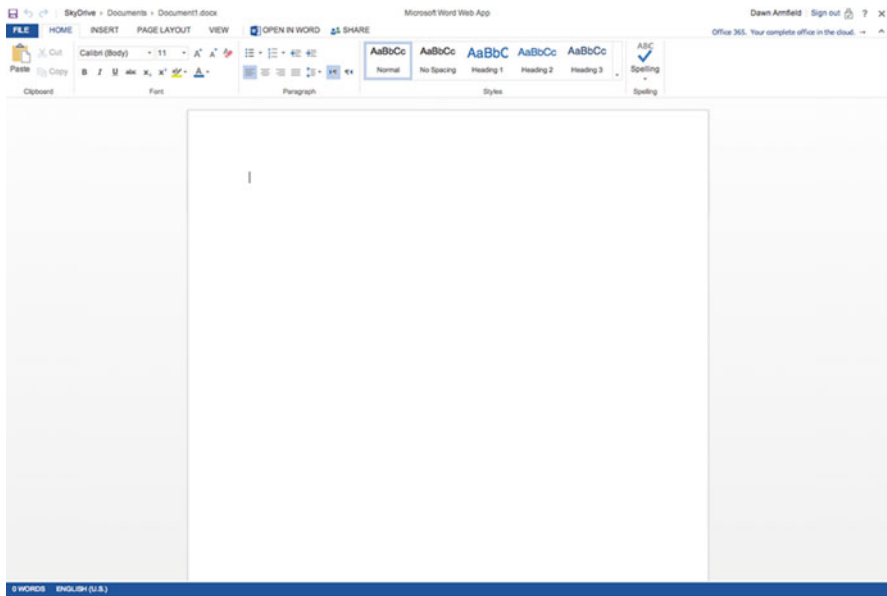 SkyDrive › Documents › Document1.docx Microsoft Word Web App Dawn Armfield Sign out ? X
FILE HOME INSERT PAGE LAYOUT VIEW OPEN IN WORD SHARE Office 365. Your complete office in the cloud. →
Paste Cut Calibri (Body) 11 A A AaBbCc AaBbCc AaBbC AaBbCc AaBbCc ABC
Copy B I U abc x, x' A Normal No Spacing Heading 1 Heading 2 Heading 3 Spelling
Clipboard Font Paragraph Styles Spelling
0 WORDS ENGLISH (U.S.)